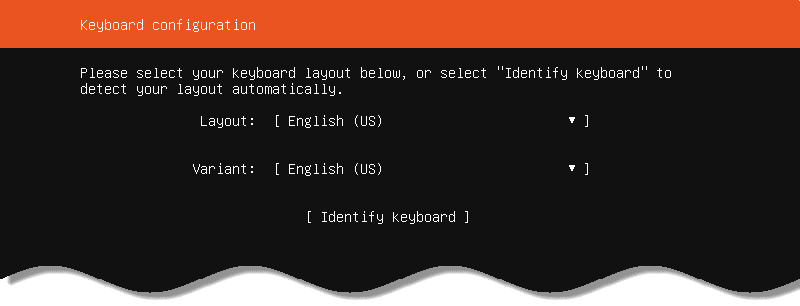 Keyboard configuration
Please select your keyboard layout below, or select "Identify keyboard" to
detect your layout automatically.
Layout: [ English (US) ▼ ]
Variant: [ English (US) ▼ ]
[ Identify keyboard ]